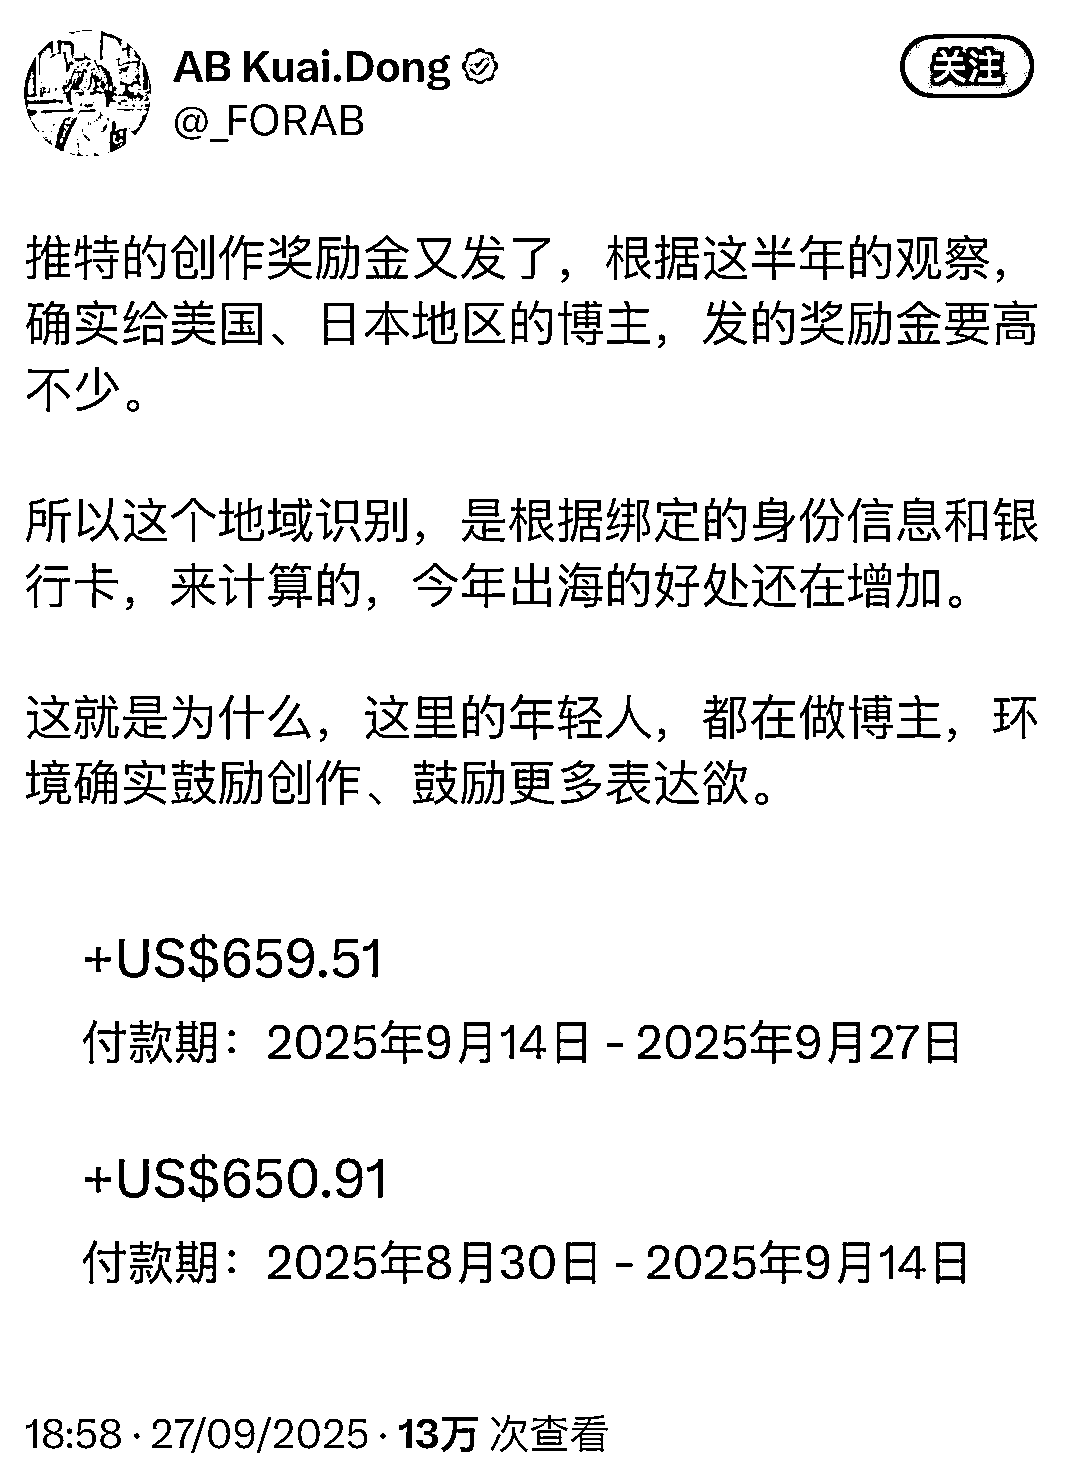 AB Kuai.Dong
@_FORAB
关注
推特的创作奖励金又发了，根据这半年的观察，
确实给美国、日本地区的博主，发的奖励金要高
不少。
所以这个地域识别，是根据绑定的身份信息和银
行卡，来计算的，今年出海的好处还在增加。
这就是为什么，这里的年轻人，都在做博主，环
境确实鼓励创作、鼓励更多表达欲。
+US$659.51
付款期：2025年9月14日 - 2025年9月27日
+US$650.91
付款期：2025年8月30日 - 2025年9月14日
18:58 · 27/09/2025 · 13万 次查看